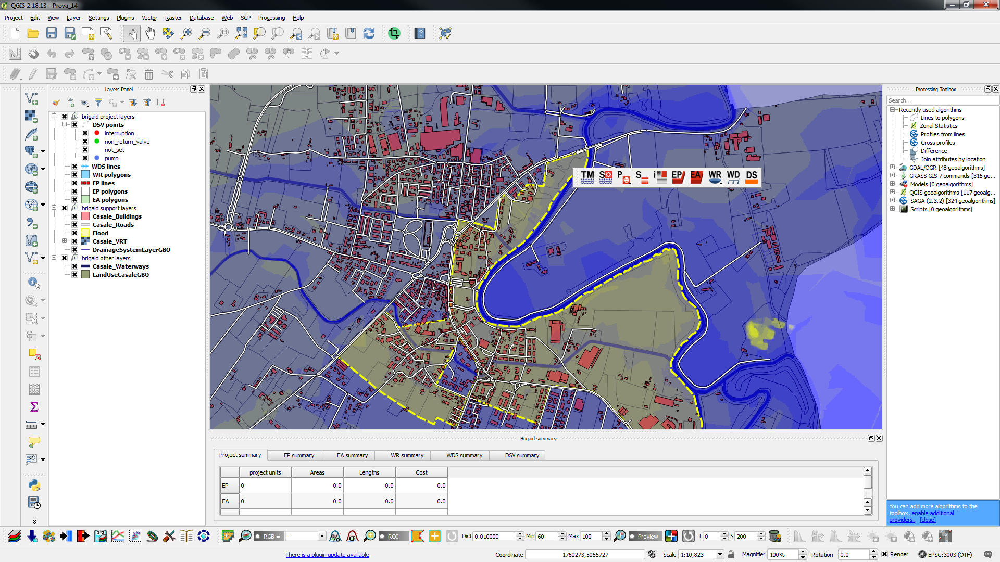 QGIS 2.18.13 - Prova_14
Project Edit View Layer Settings Plugins Vector Raster Database Web SCP Processing Help
Layers Panel
brigaid project layers
DSV points
interruption
non_return_valve
not_set
pump
WDS lines
WR polygons
EP lines
EP polygons
EA polygons
brigaid support layers
Casale_Buildings
Casale_Roads
Flood
Casale_VRT
DrainageSystemLayerGBO
brigaid other layers
Casale_Waterways
LandUseCasaleGBO
TM S P S i EP EA WR WD DS
Processing Toolbox
Search...
Recently used algorithms
Lines to polygons
Zonal Statistics
Profiles from lines
Cross profiles
Difference
Join attributes by location
GDAL/OGR [48 geoalgorithms]
GRASS GIS 7 commands [315 ge...
Models [0 geoalgorithms]
QGIS geoalgorithms [117 geoalg...
SAGA (2.3.2) [324 geoalgorithms]
Scripts [0 geoalgorithms]
You can add more algorithms to the
toolbox, enable additional
providers. [close]
Brigaid summary
Project summary EP summary EA summary WR summary WDS summary DSV summary
project units Areas Lengths Cost
EP 0 0.0 0.0 0.0
EA 0 0.0 0.0 0.0
RGB = - ROI Dist 0.010000 Min 60 Max 100 Preview T 0 S 200
There is a plugin update available Coordinate 1760273,5055727 Scale 1:10,823 Magnifier 100% Rotation 0.0 Render EPSG:3003 (OTF)